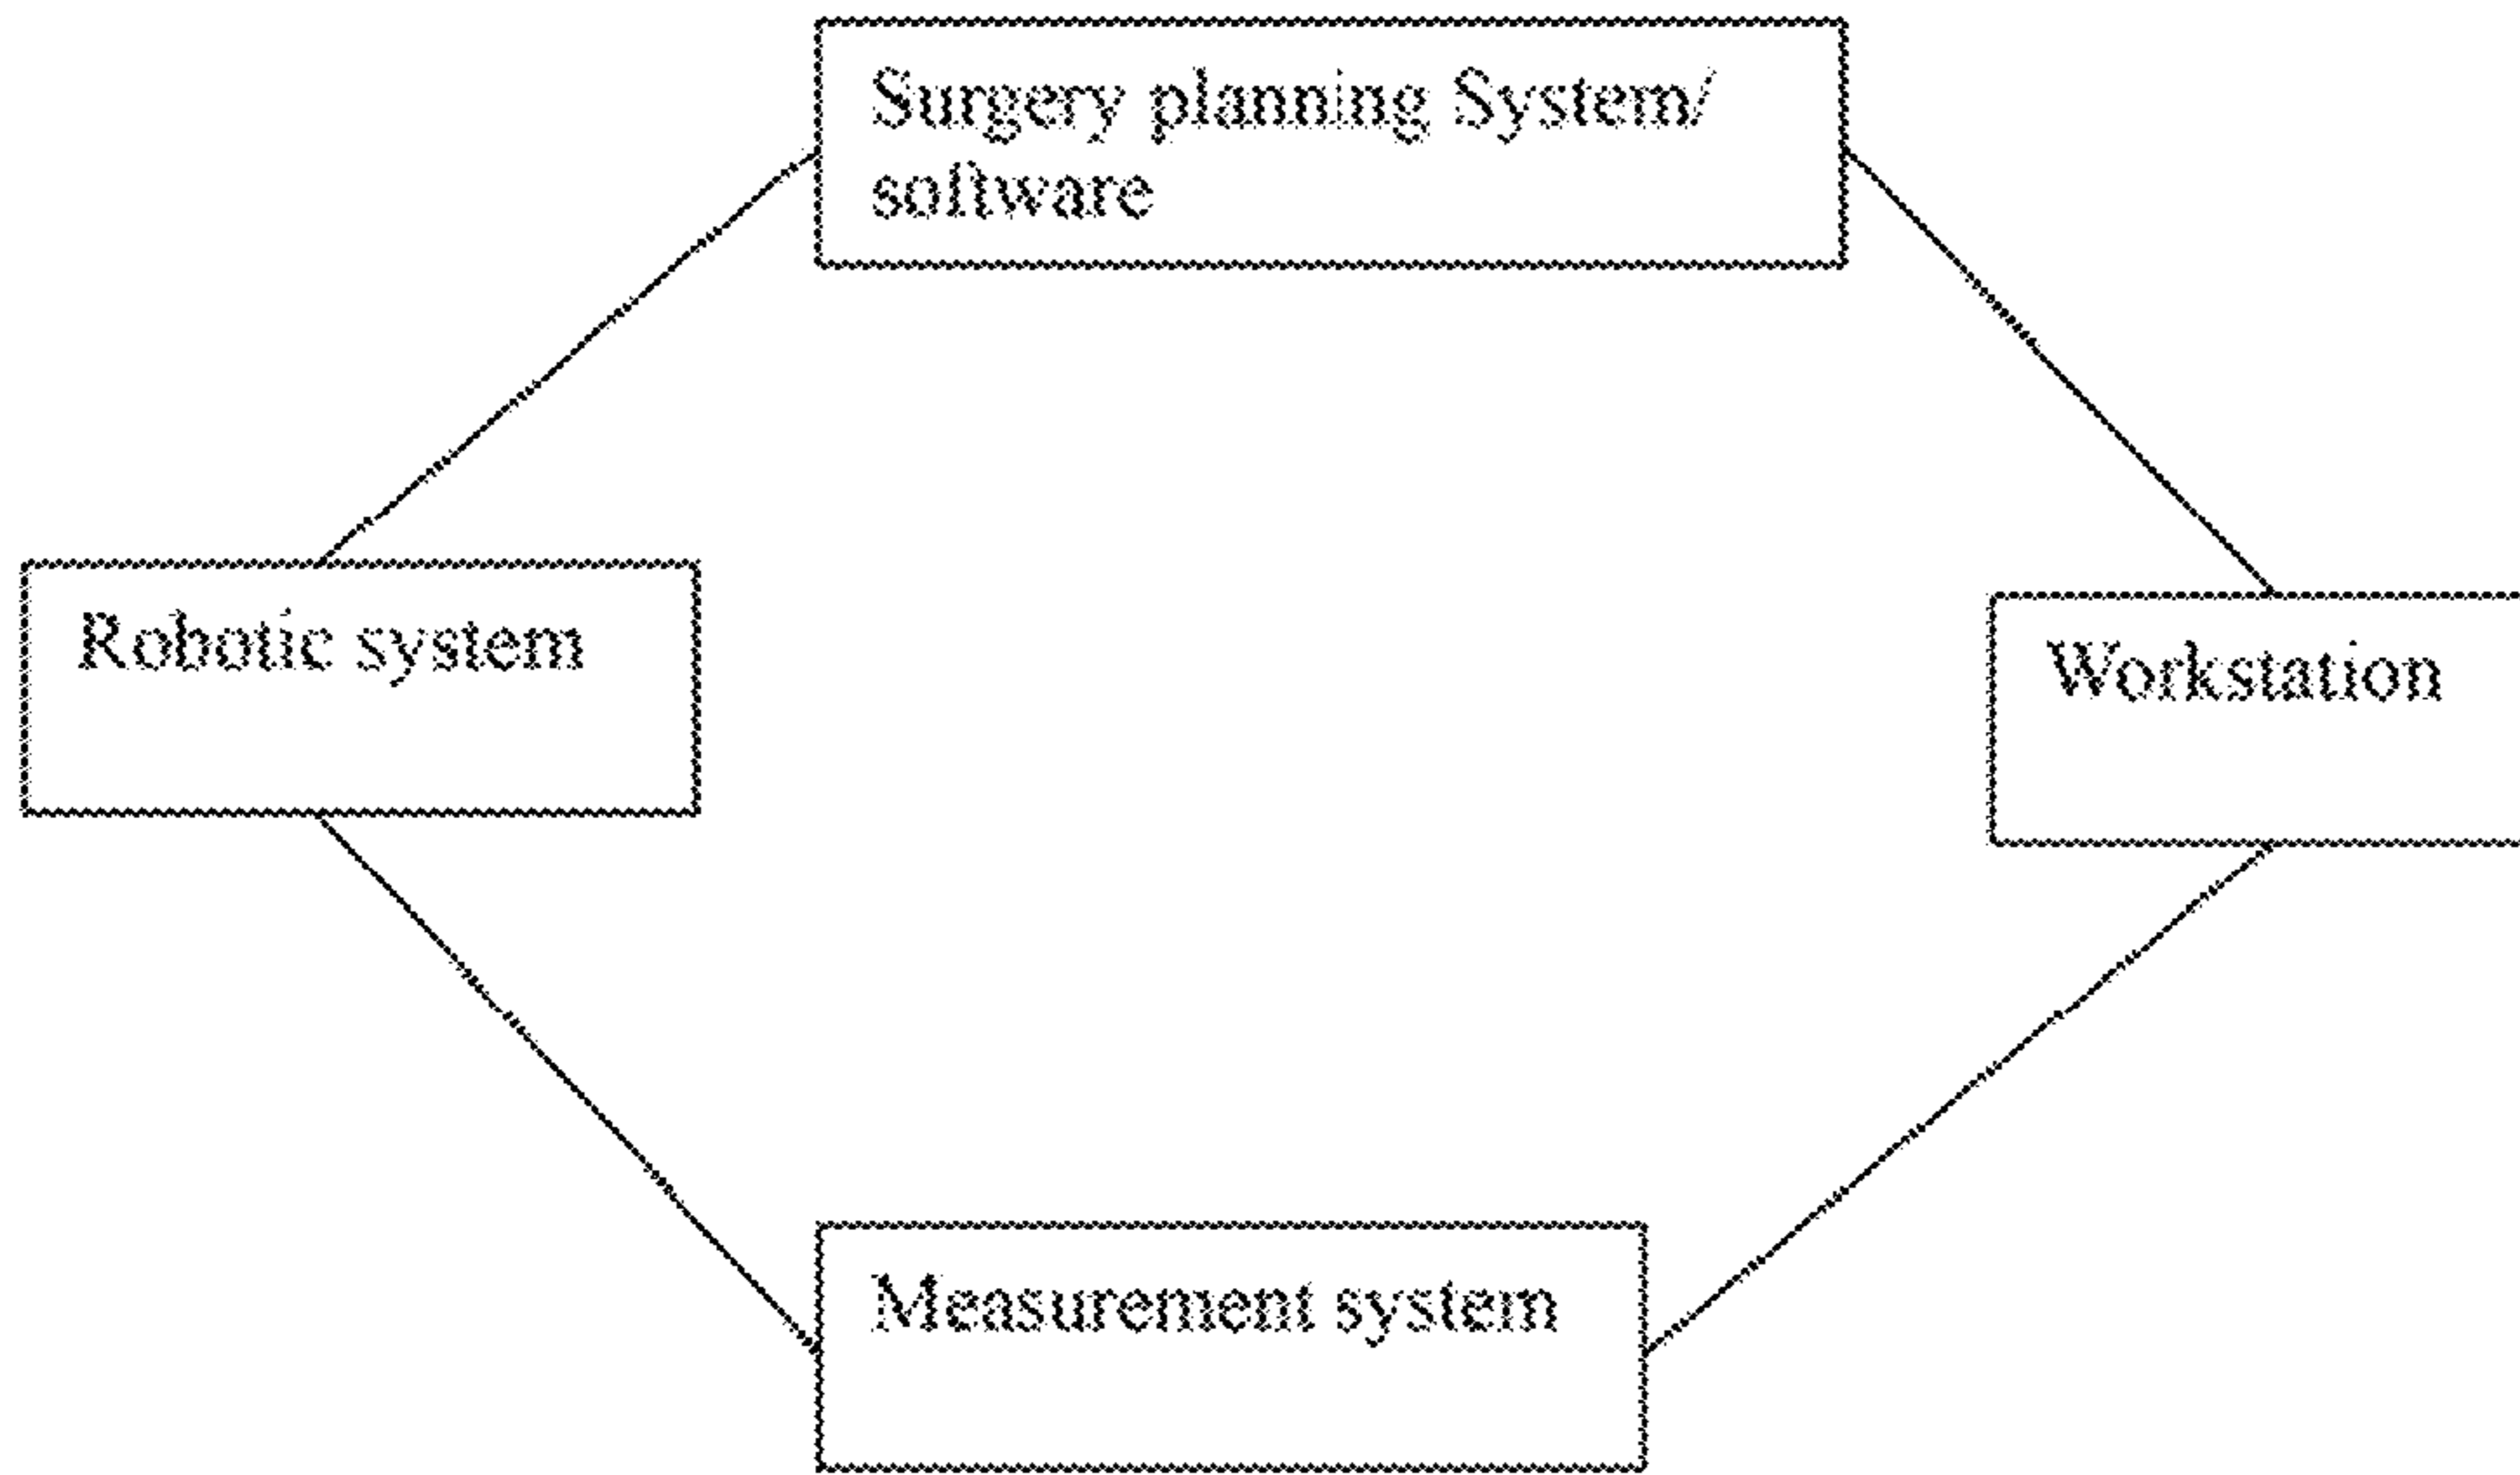 Surgery planning System/
software
Robotic system
Workstation
Measurement system